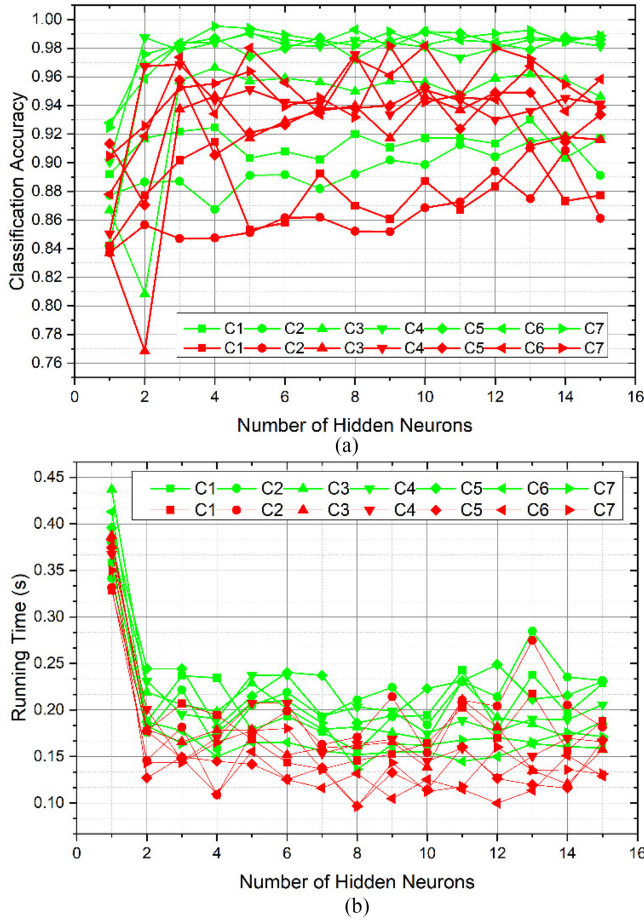 1.00
0.98
0.96
0.94
0.92
0.90
0.88
0.86
0.84
0.82
0.80
0.78
0.76
Classification Accuracy
C1 C2 C3 C4 C5 C6 C7
C1 C2 C3 C4 C5 C6 C7
0 2 4 6 8 10 12 14 16
Number of Hidden Neurons
(a)
0.45
0.40
0.35
0.30
0.25
0.20
0.15
0.10
Running Time (s)
C1 C2 C3 C4 C5 C6 C7
C1 C2 C3 C4 C5 C6 C7
0 2 4 6 8 10 12 14 16
Number of Hidden Neurons
(b)